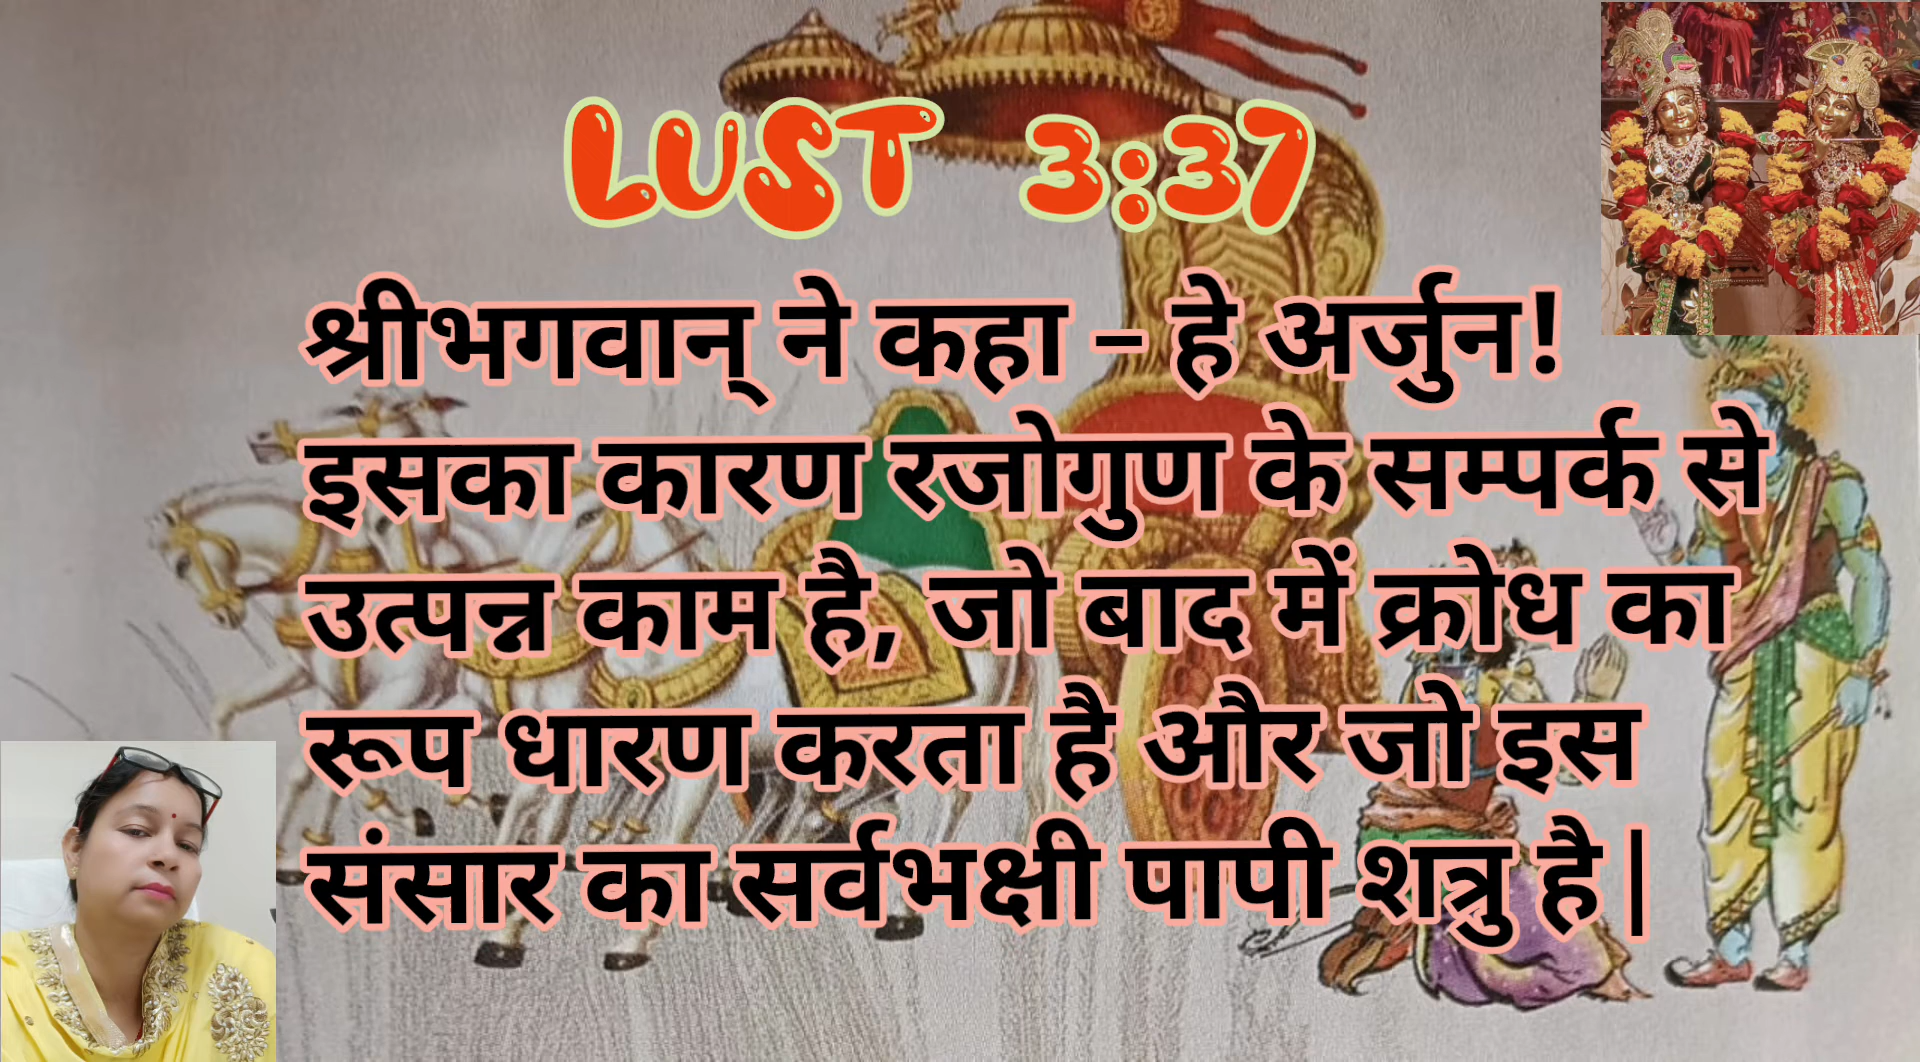 LUST 3:37
श्रीभगवान् ने कहा – हे अर्जुन!
इसका कारण रजोगुण के सम्पर्क से
उत्पन्न काम है, जो बाद में क्रोध का
रूप धारण करता है और जो इस
संसार का सर्वभक्षी पापी शत्रु है |